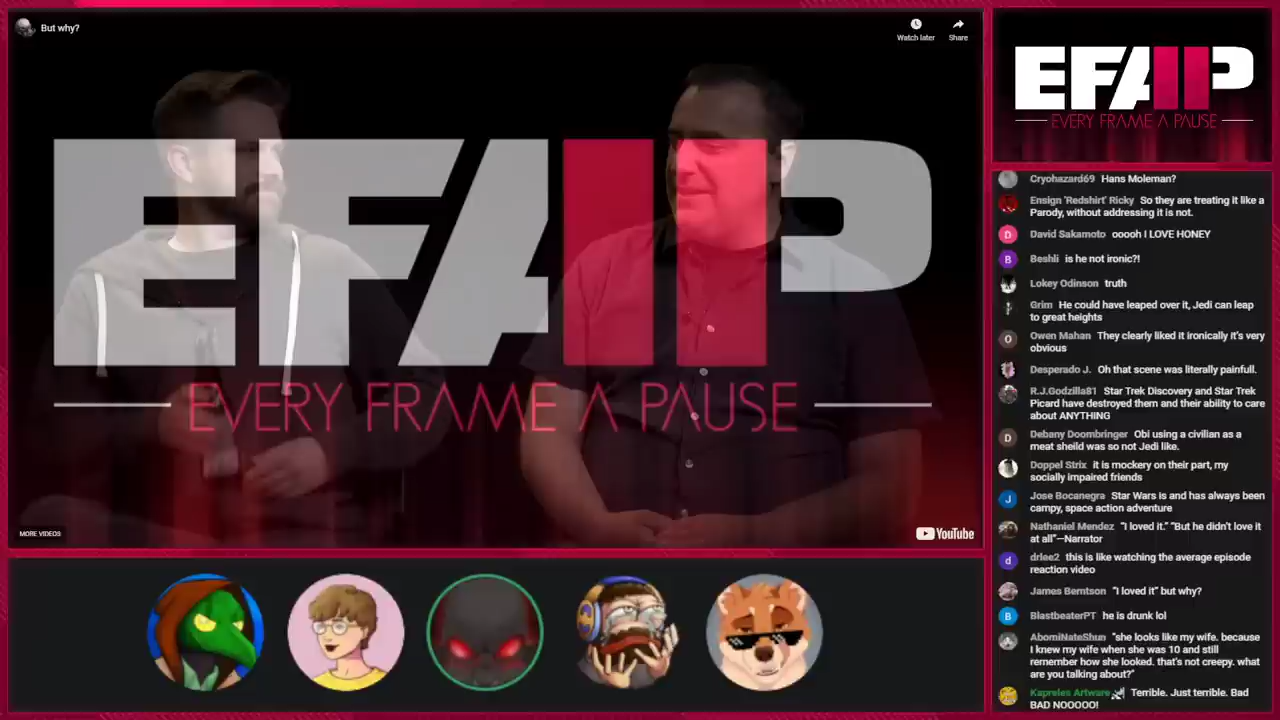 But why?
Watch later
Share
EFAP
EVERY FRAME A PAUSE
MORE VIDEOS
YouTube
EFAP
EVERY FRAME A PAUSE
Cryohazard69 Hans Moleman?
Ensign 'Redshirt' Ricky So they are treating it like a
Parody, without addressing it is not.
David Sakamoto ooooh I LOVE HONEY
Beshli is he not ironic?!
Lokey Odinson truth
Grim He could have leaped over it, Jedi can leap
to great heights
Owen Mahan They clearly liked it ironically it's very
obvious
Desperado J. Oh that scene was literally painfull.
R.J.Godzilla81 Star Trek Discovery and Star Trek
Picard have destroyed them and their ability to care
about ANYTHING
Debany Doombringer Obi using a civilian as a
meat sheild was so not Jedi like.
Doppel Strix it is mockery on their part, my
socially impaired friends
Jose Bocanegra Star Wars is and has always been
campy, space action adventure
Nathaniel Mendez "I loved it." "But he didn't love it
at all"—Narrator
drlee2 this is like watching the average episode
reaction video
James Berntson "I loved it" but why?
BlastbeaterPT he is drunk lol
AbomiNateShun "she looks like my wife. because
I knew my wife when she was 10 and still
remember how she looked. that's not creepy. what
are you talking about?"
Kapreles Artware Terrible. Just terrible. Bad
BAD NOOOOO!